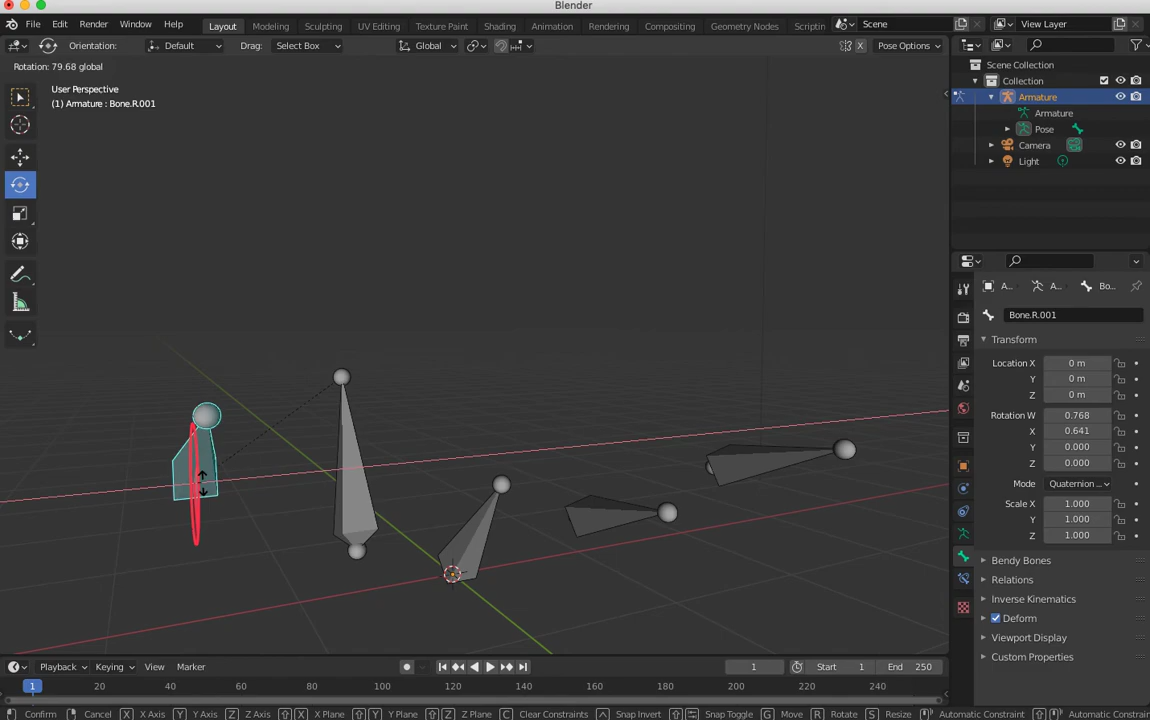 Blender
File Edit Render Window Help Layout Modeling Sculpting UV Editing Texture Paint Shading Animation Rendering Compositing Geometry Nodes Scriptin Scene View Layer
Orientation: Default Drag: Select Box Global X Pose Options
Rotation: 79.68 global
User Perspective
(1) Armature : Bone.R.001
Scene Collection
Collection
Armature
Armature
Pose
Camera
Light
A... A... Bo...
Bone.R.001
Transform
Location X 0 m
Y 0 m
Z 0 m
Rotation W 0.768
X 0.641
Y 0.000
Z 0.000
Mode Quaternion ...
Scale X 1.000
Y 1.000
Z 1.000
Bendy Bones
Relations
Inverse Kinematics
Deform
Viewport Display
Custom Properties
Playback Keying View Marker 1 Start 1 End 250
1 20 40 60 80 100 120 140 160 180 200 220 240
Confirm Cancel X X Axis Y Y Axis Z Z Axis X X Plane Y Y Plane Z Z Plane C Clear Constraints Snap Invert Snap Toggle G Move R Rotate S Resize Automatic Constraint Automatic Constrain